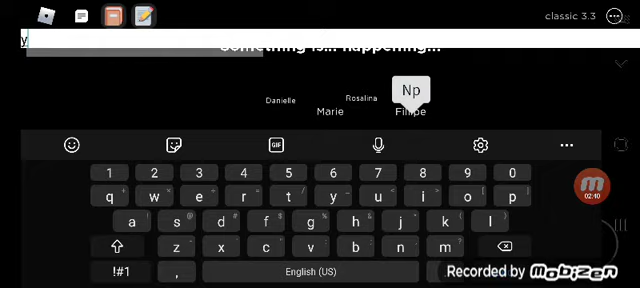 classic 3.3
y
Something is... happening...
Np
Danielle
Rosalina
Marie
Filipe
GIF
1 2 3 4 5 6 7 8 9 0
q w e r t y u i o p
a s d f g h j k l
z x c v b n m
!#1 , English (US)
02:40
Recorded by Mobizen